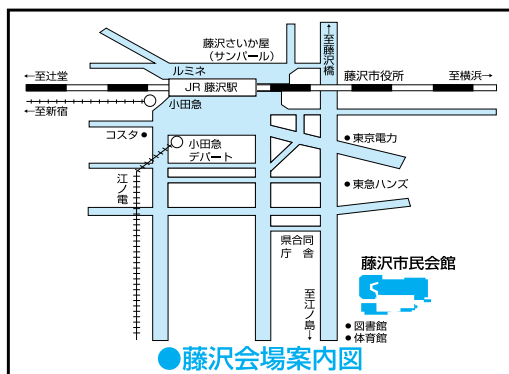 藤沢さいか屋
(サンパール)
↑至藤沢橋
ルミネ
←至辻堂
JR 藤沢駅
藤沢市役所
→至横浜
←至新宿
小田急
コスタ ●
小田急
デパート
● 東京電力
江ノ電
● 東急ハンズ
県合同
庁舎
藤沢市民会館
至江ノ島→
● 図書館
● 体育館
●藤沢会場案内図